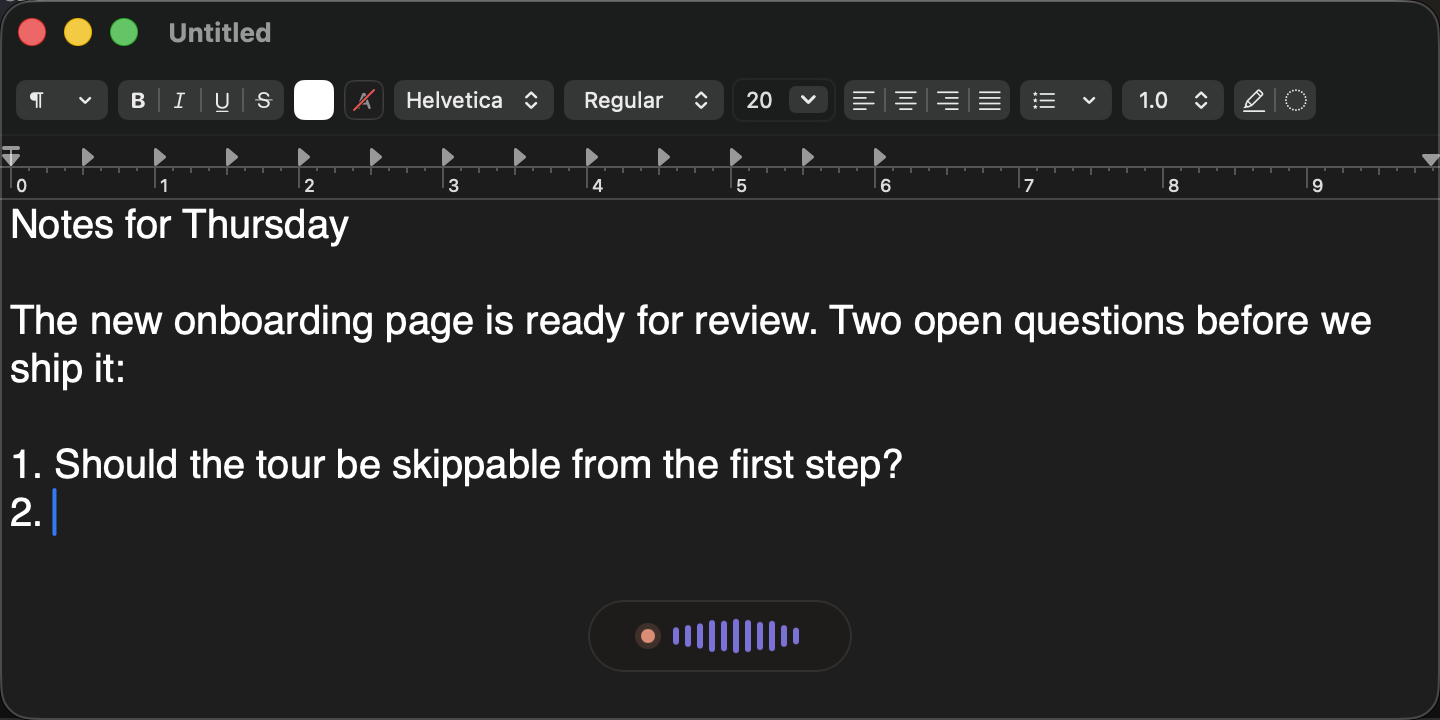 Untitled
¶ B I U S A Helvetica Regular 20 1.0
0 1 2 3 4 5 6 7 8 9
Notes for Thursday
The new onboarding page is ready for review. Two open questions before we
ship it:
1. Should the tour be skippable from the first step?
2.